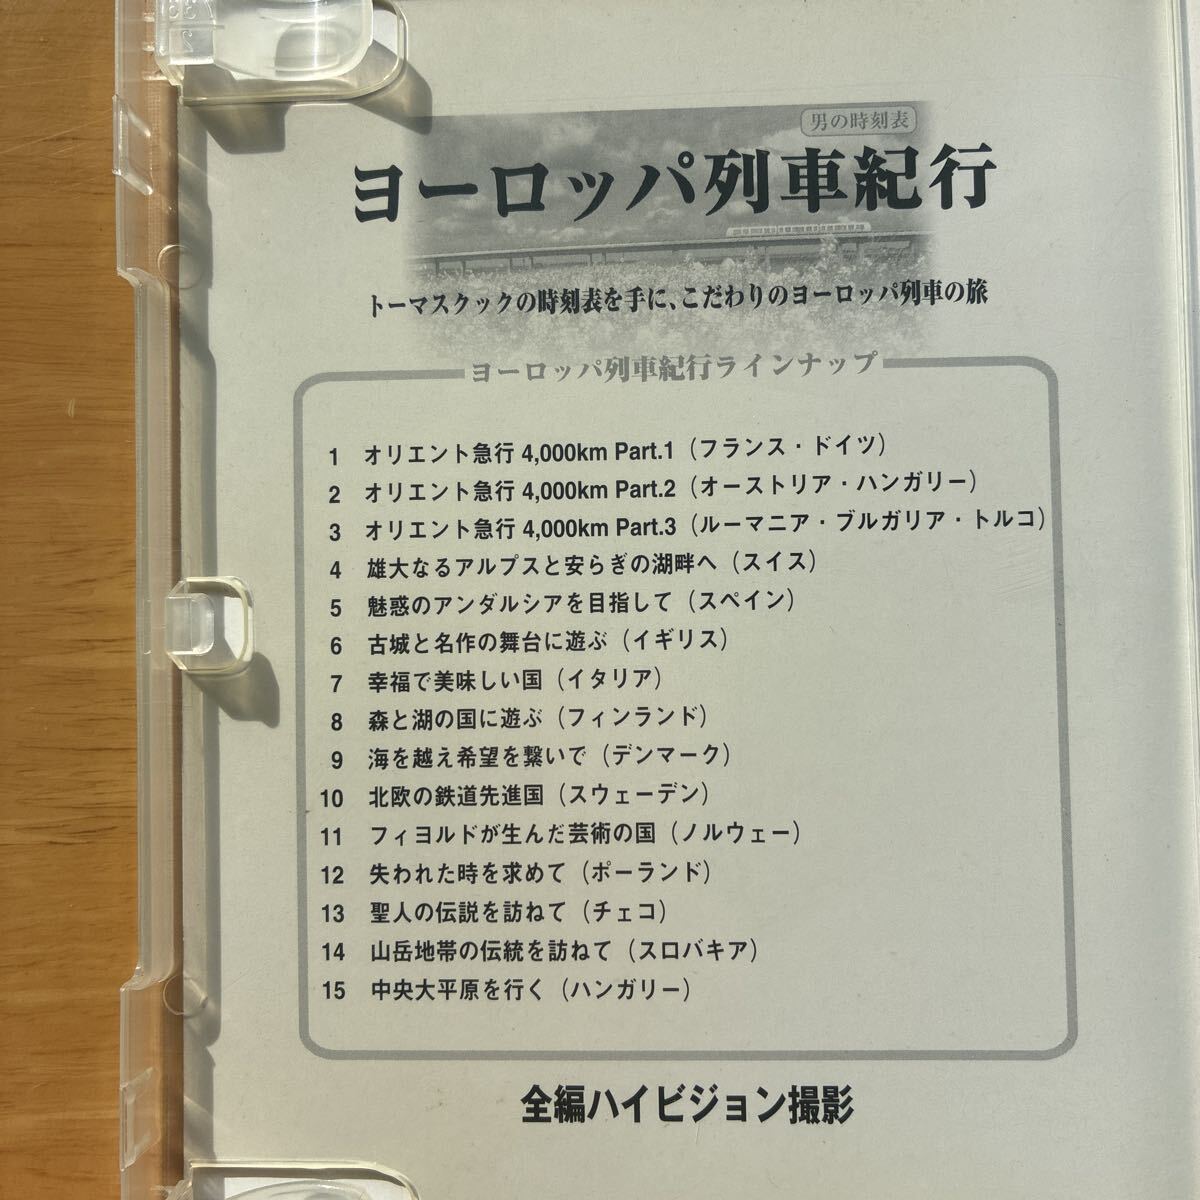 男の時刻表
ヨーロッパ列車紀行
トーマスクックの時刻表を手に、こだわりのヨーロッパ列車の旅
ヨーロッパ列車紀行ラインナップ
1 オリエント急行 4,000km Part.1（フランス・ドイツ）
2 オリエント急行 4,000km Part.2（オーストリア・ハンガリー）
3 オリエント急行 4,000km Part.3（ルーマニア・ブルガリア・トルコ）
4 雄大なるアルプスと安らぎの湖畔へ（スイス）
5 魅惑のアンダルシアを目指して（スペイン）
6 古城と名作の舞台に遊ぶ（イギリス）
7 幸福で美味しい国（イタリア）
8 森と湖の国に遊ぶ（フィンランド）
9 海を越え希望を繋いで（デンマーク）
10 北欧の鉄道先進国（スウェーデン）
11 フィヨルドが生んだ芸術の国（ノルウェー）
12 失われた時を求めて（ポーランド）
13 聖人の伝説を訪ねて（チェコ）
14 山岳地帯の伝統を訪ねて（スロバキア）
15 中央大平原を行く（ハンガリー）
全編ハイビジョン撮影